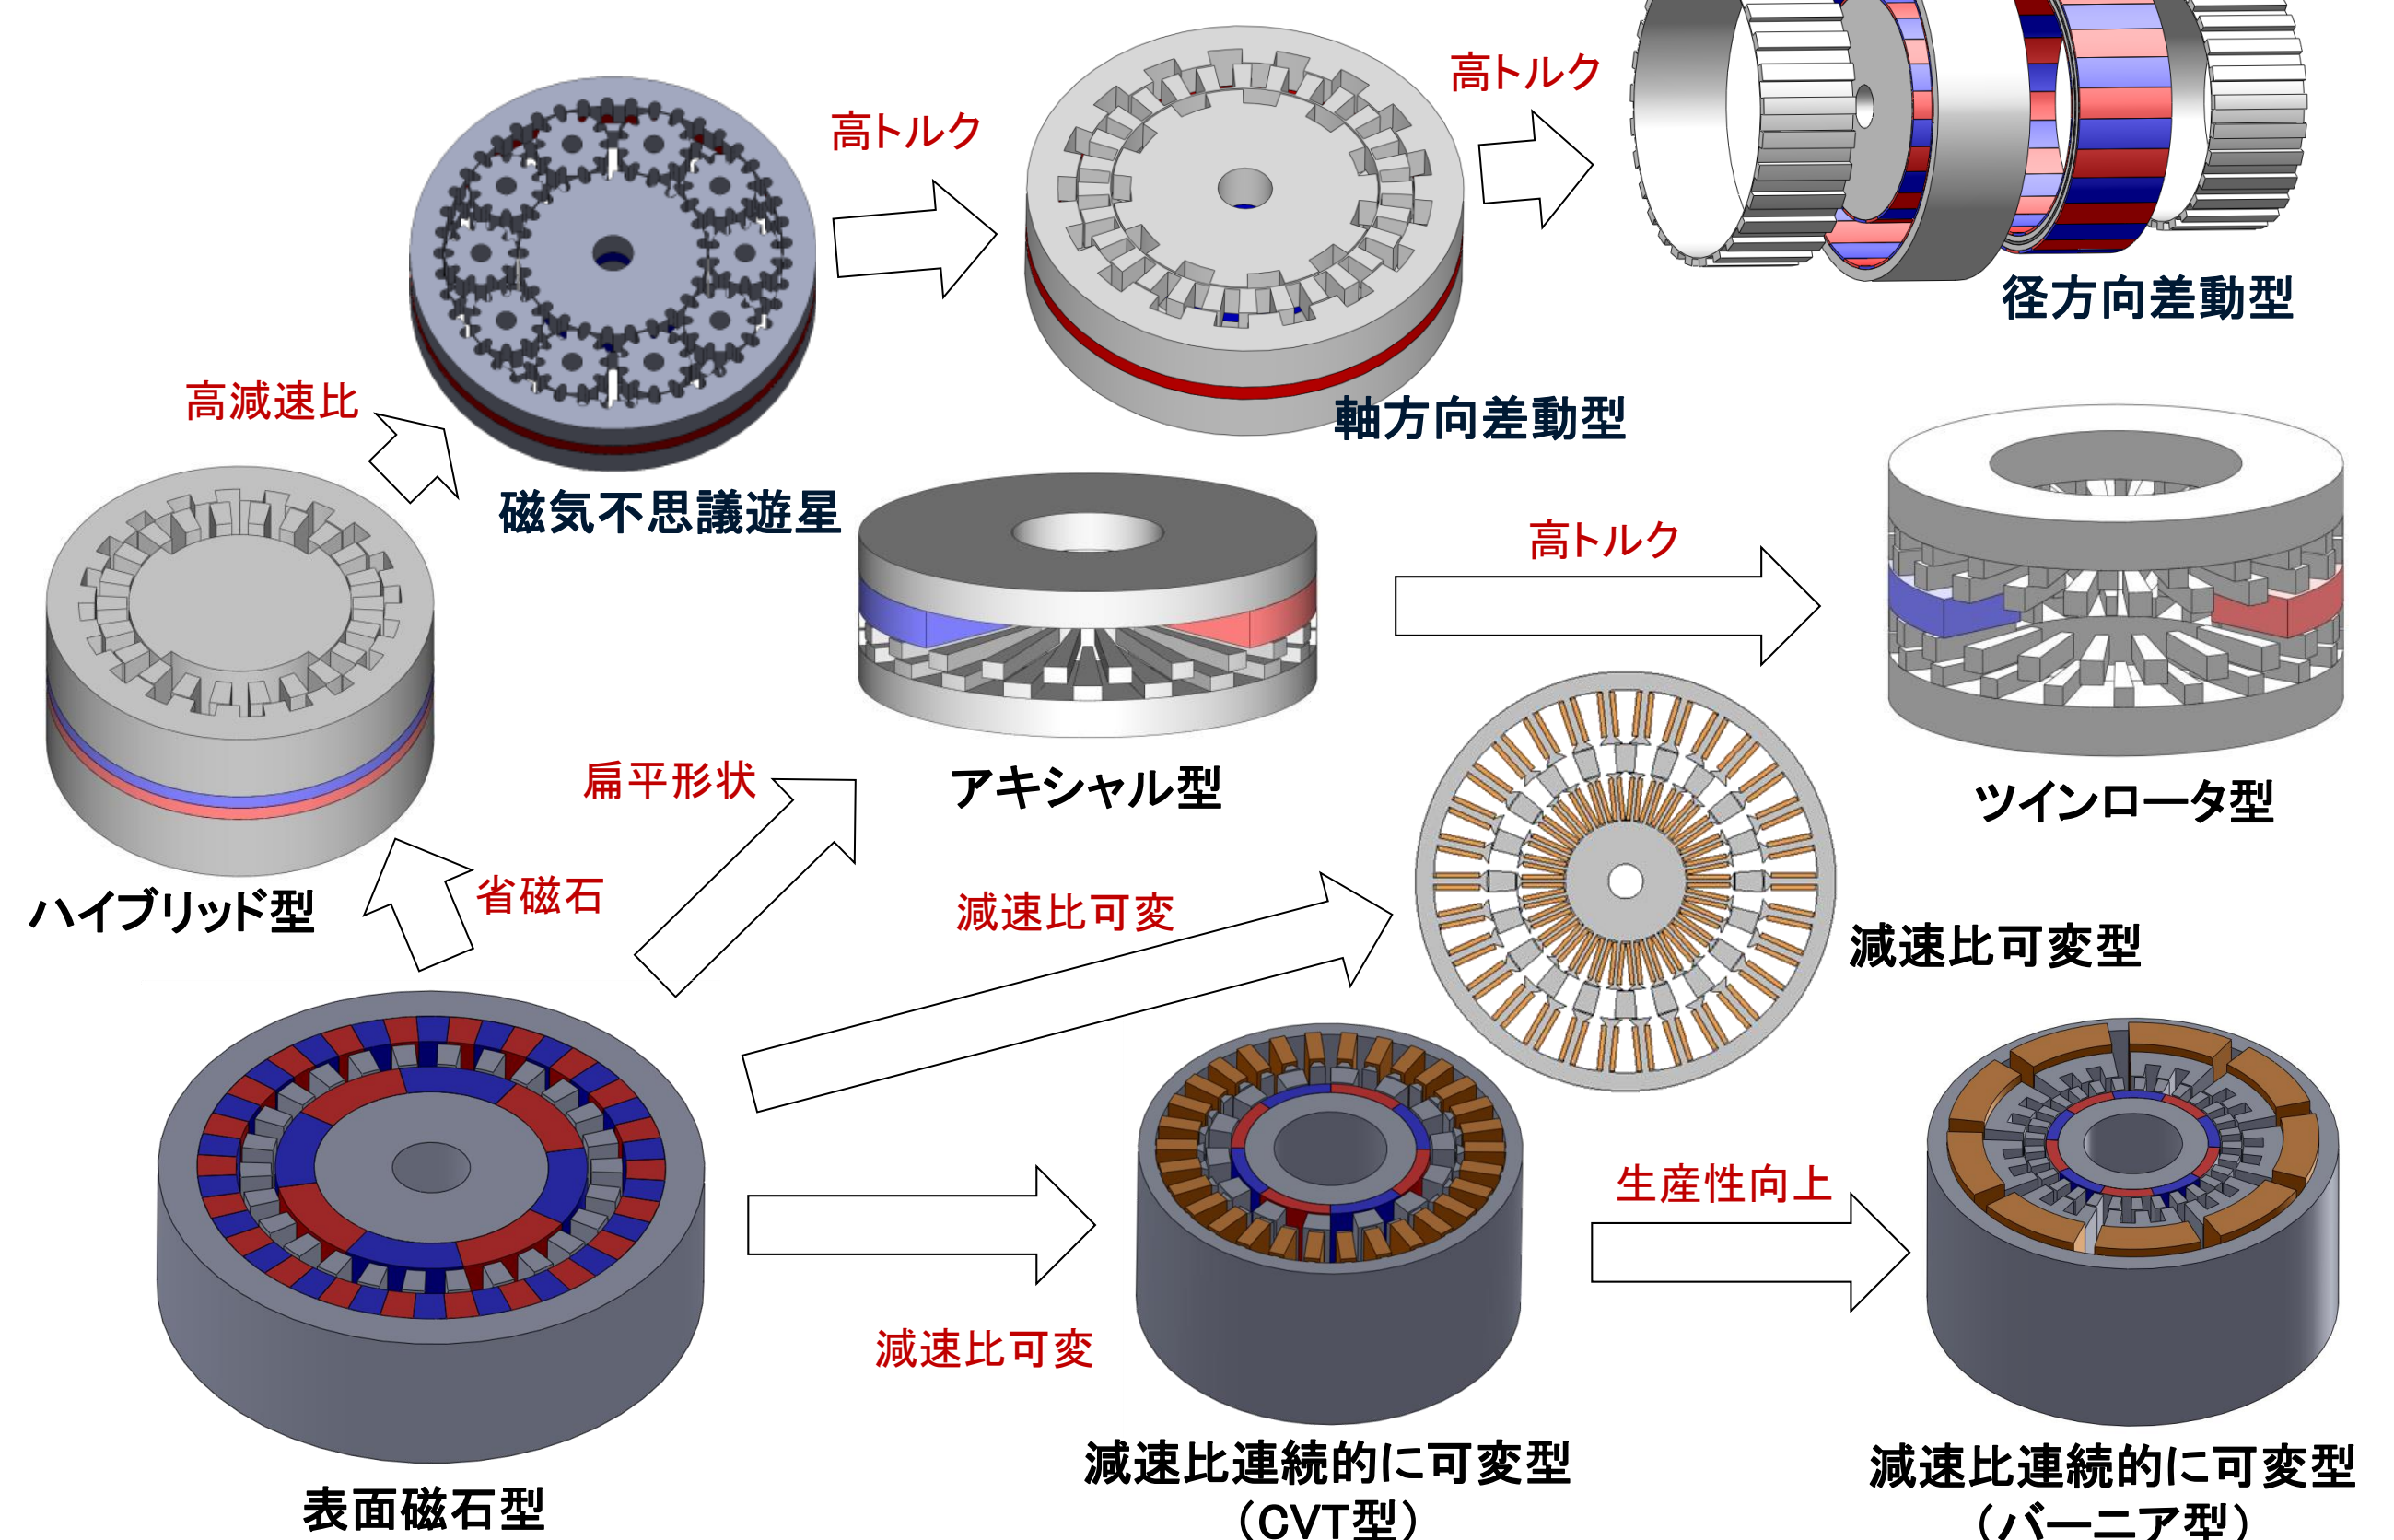 高トルク
高トルク
径方向差動型
高減速比
軸方向差動型
磁気不思議遊星
高トルク
扁平形状
アキシャル型
ツインロータ型
ハイブリッド型
省磁石
減速比可変
減速比可変型
生産性向上
減速比可変
表面磁石型
減速比連続的に可変型
（CVT型）
減速比連続的に可変型
（バーニア型）